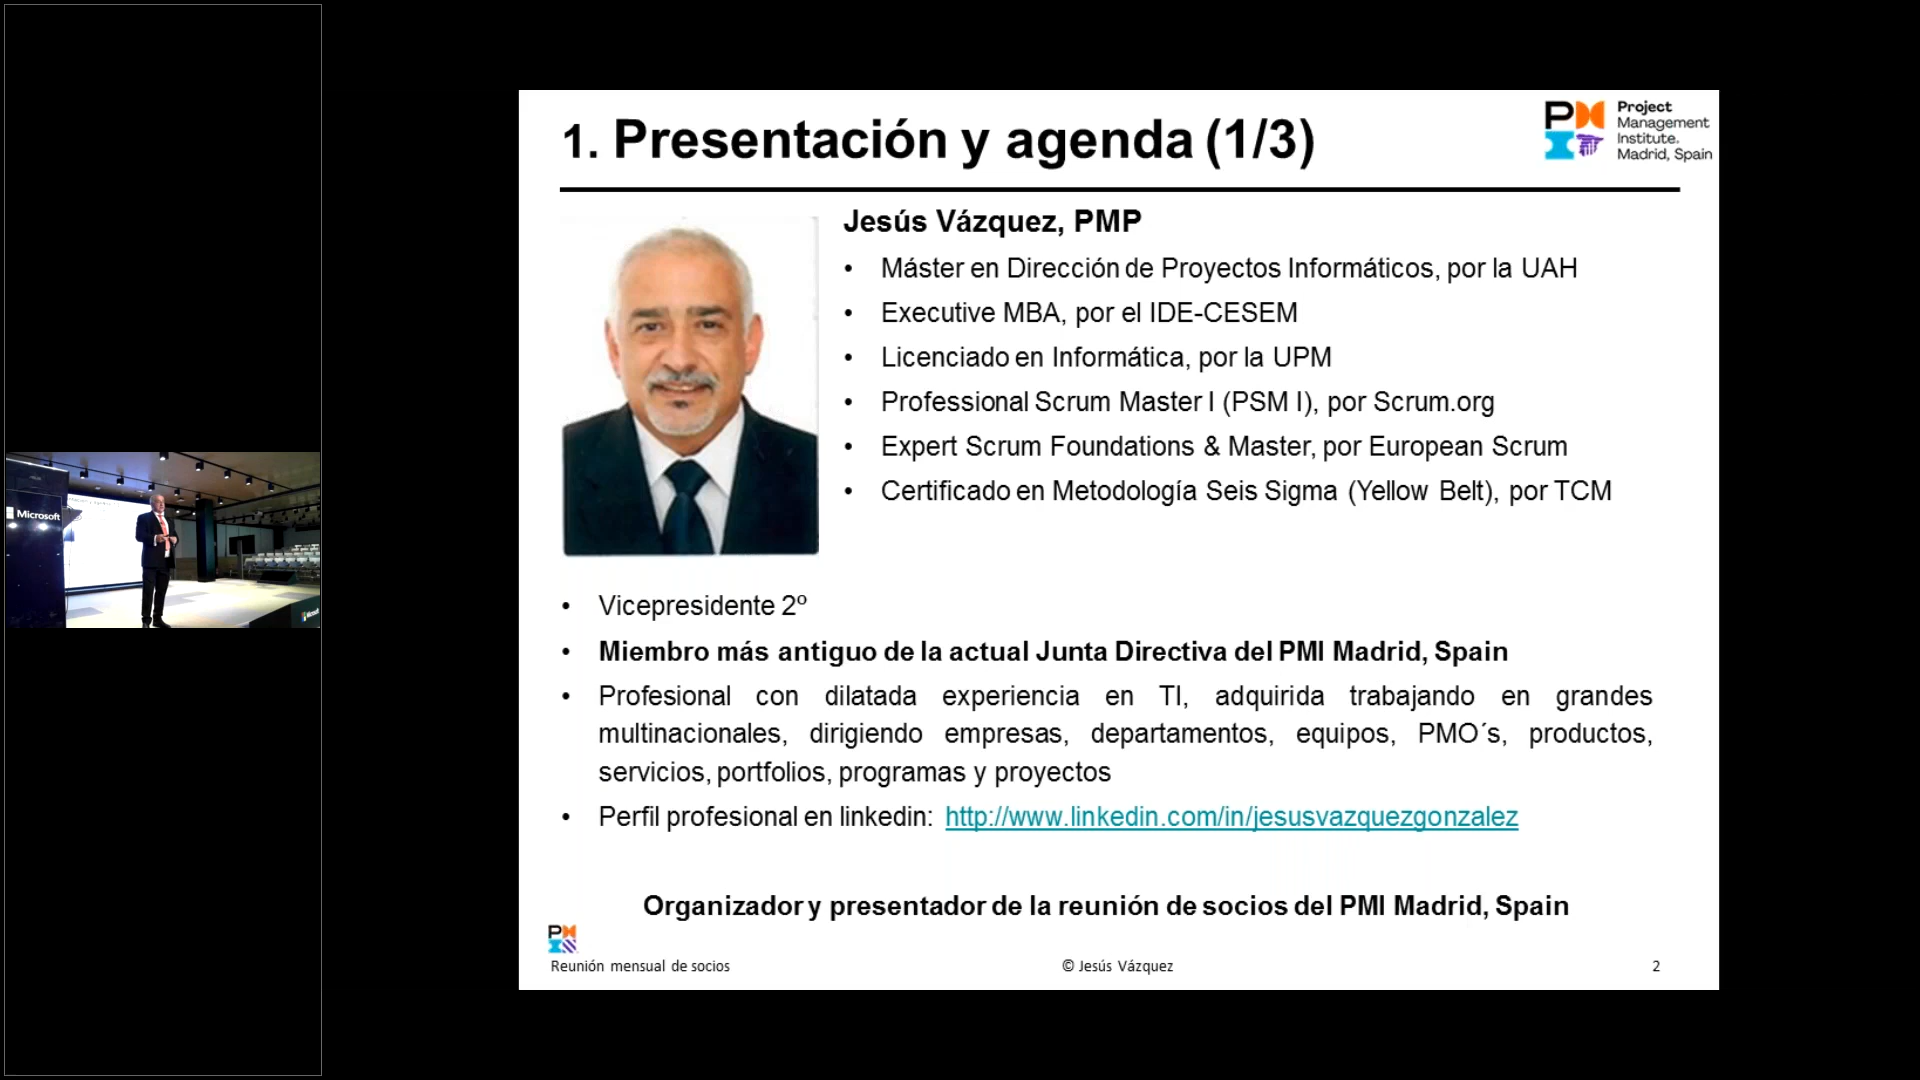 1. Presentación y agenda (1/3)
Project
Management
Institute.
Madrid, Spain
Jesús Vázquez, PMP
• Máster en Dirección de Proyectos Informáticos, por la UAH
• Executive MBA, por el IDE-CESEM
• Licenciado en Informática, por la UPM
• Professional Scrum Master I (PSM I), por Scrum.org
• Expert Scrum Foundations & Master, por European Scrum
• Certificado en Metodología Seis Sigma (Yellow Belt), por TCM
Microsoft
• Vicepresidente 2º
• Miembro más antiguo de la actual Junta Directiva del PMI Madrid, Spain
• Profesional con dilatada experiencia en TI, adquirida trabajando en grandes
multinacionales, dirigiendo empresas, departamentos, equipos, PMO´s, productos,
servicios, portfolios, programas y proyectos
• Perfil profesional en linkedin: http://www.linkedin.com/in/jesusvazquezgonzalez
Organizador y presentador de la reunión de socios del PMI Madrid, Spain
Reunión mensual de socios
© Jesús Vázquez
2